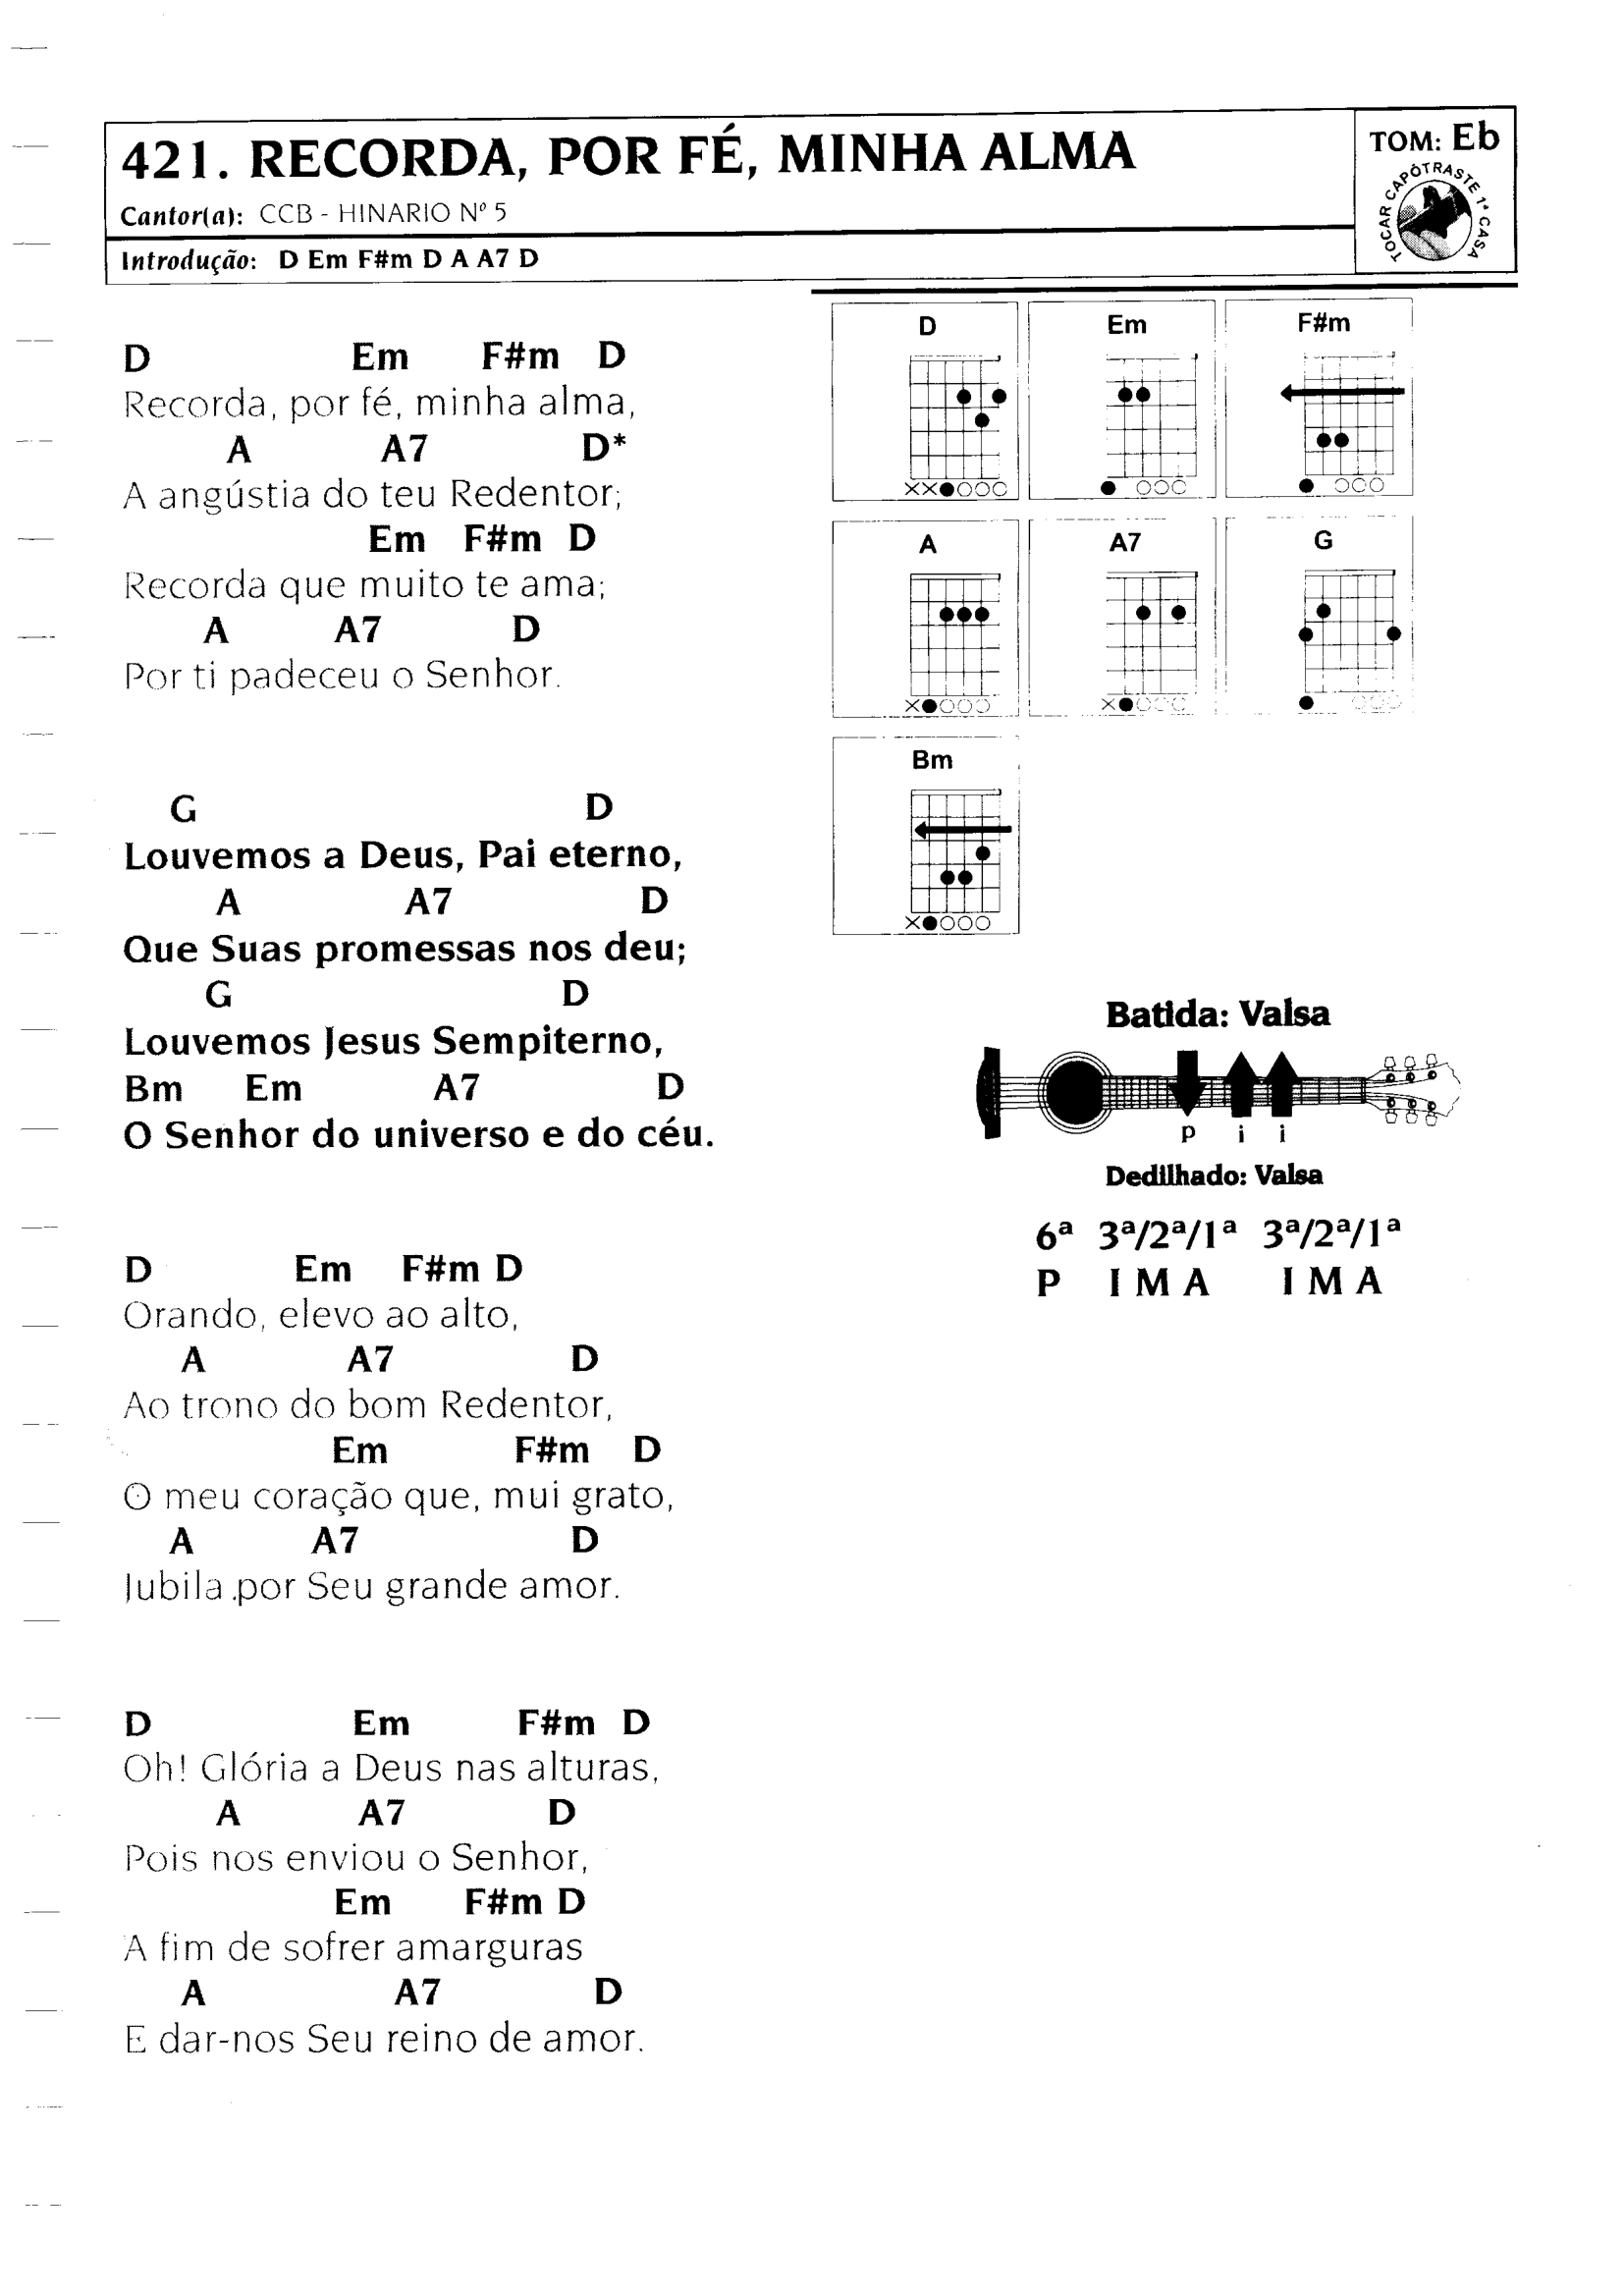 421. RECORDA, POR FÉ, MINHA ALMA
Cantor(a): CCB - HINARIO Nº 5
Introdução: D Em F#m D A A7 D
TOM: Eb
TOCAR CAPÔTRASTE 1ª CASA
D Em F#m D
Recorda, por fé, minha alma,
A A7 D*
A angústia do teu Redentor;
Em F#m D
Recorda que muito te ama;
A A7 D
Por ti padeceu o Senhor.
G D
Louvemos a Deus, Pai eterno,
A A7 D
Que Suas promessas nos deu;
G D
Louvemos Jesus Sempiterno,
Bm Em A7 D
O Senhor do universo e do céu.
D Em F#m D
Orando, elevo ao alto,
A A7 D
Ao trono do bom Redentor,
Em F#m D
O meu coração que, mui grato,
A A7 D
Jubila por Seu grande amor.
D Em F#m D
Oh! Glória a Deus nas alturas,
A A7 D
Pois nos enviou o Senhor,
Em F#m D
A fim de sofrer amarguras
A A7 D
E dar-nos Seu reino de amor.
D Em F#m
A A7 G
Bm
Batida: Valsa
p i i
Dedilhado: Valsa
6ª 3ª/2ª/1ª 3ª/2ª/1ª
P I M A I M A